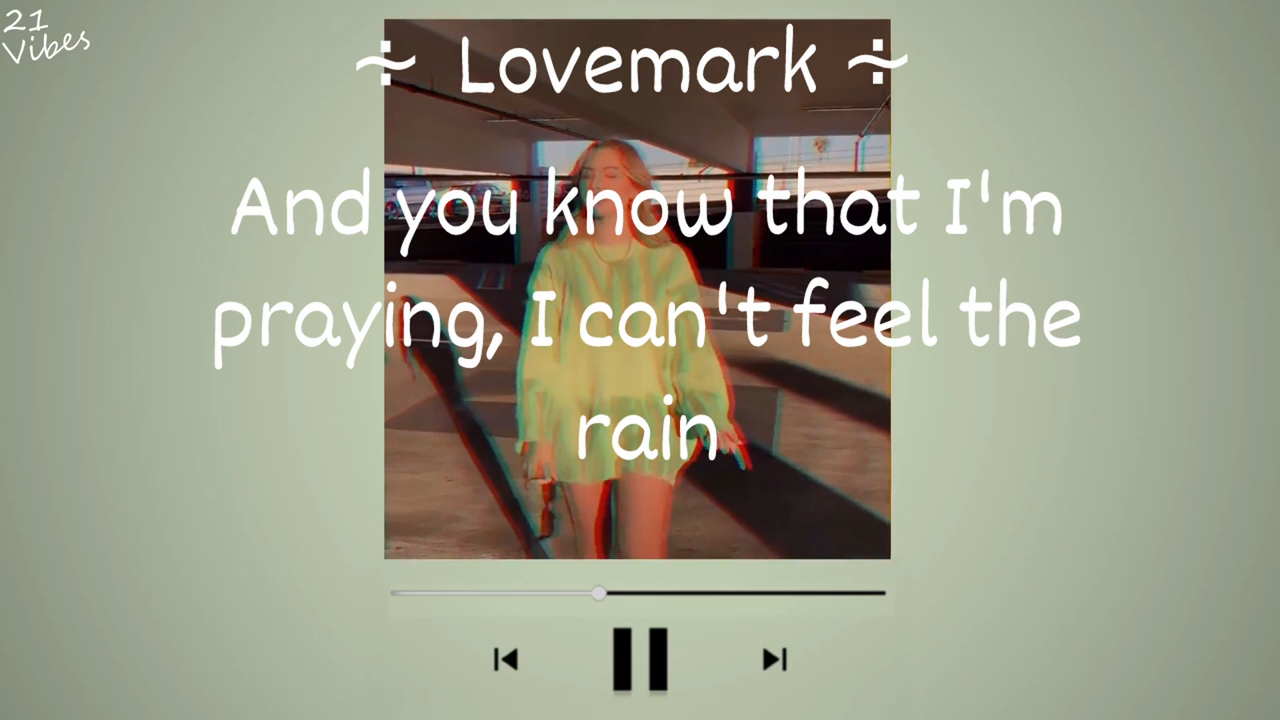 21
Vibes
÷ Lovemark ÷
And you know that I'm
praying, I can't feel the
rain